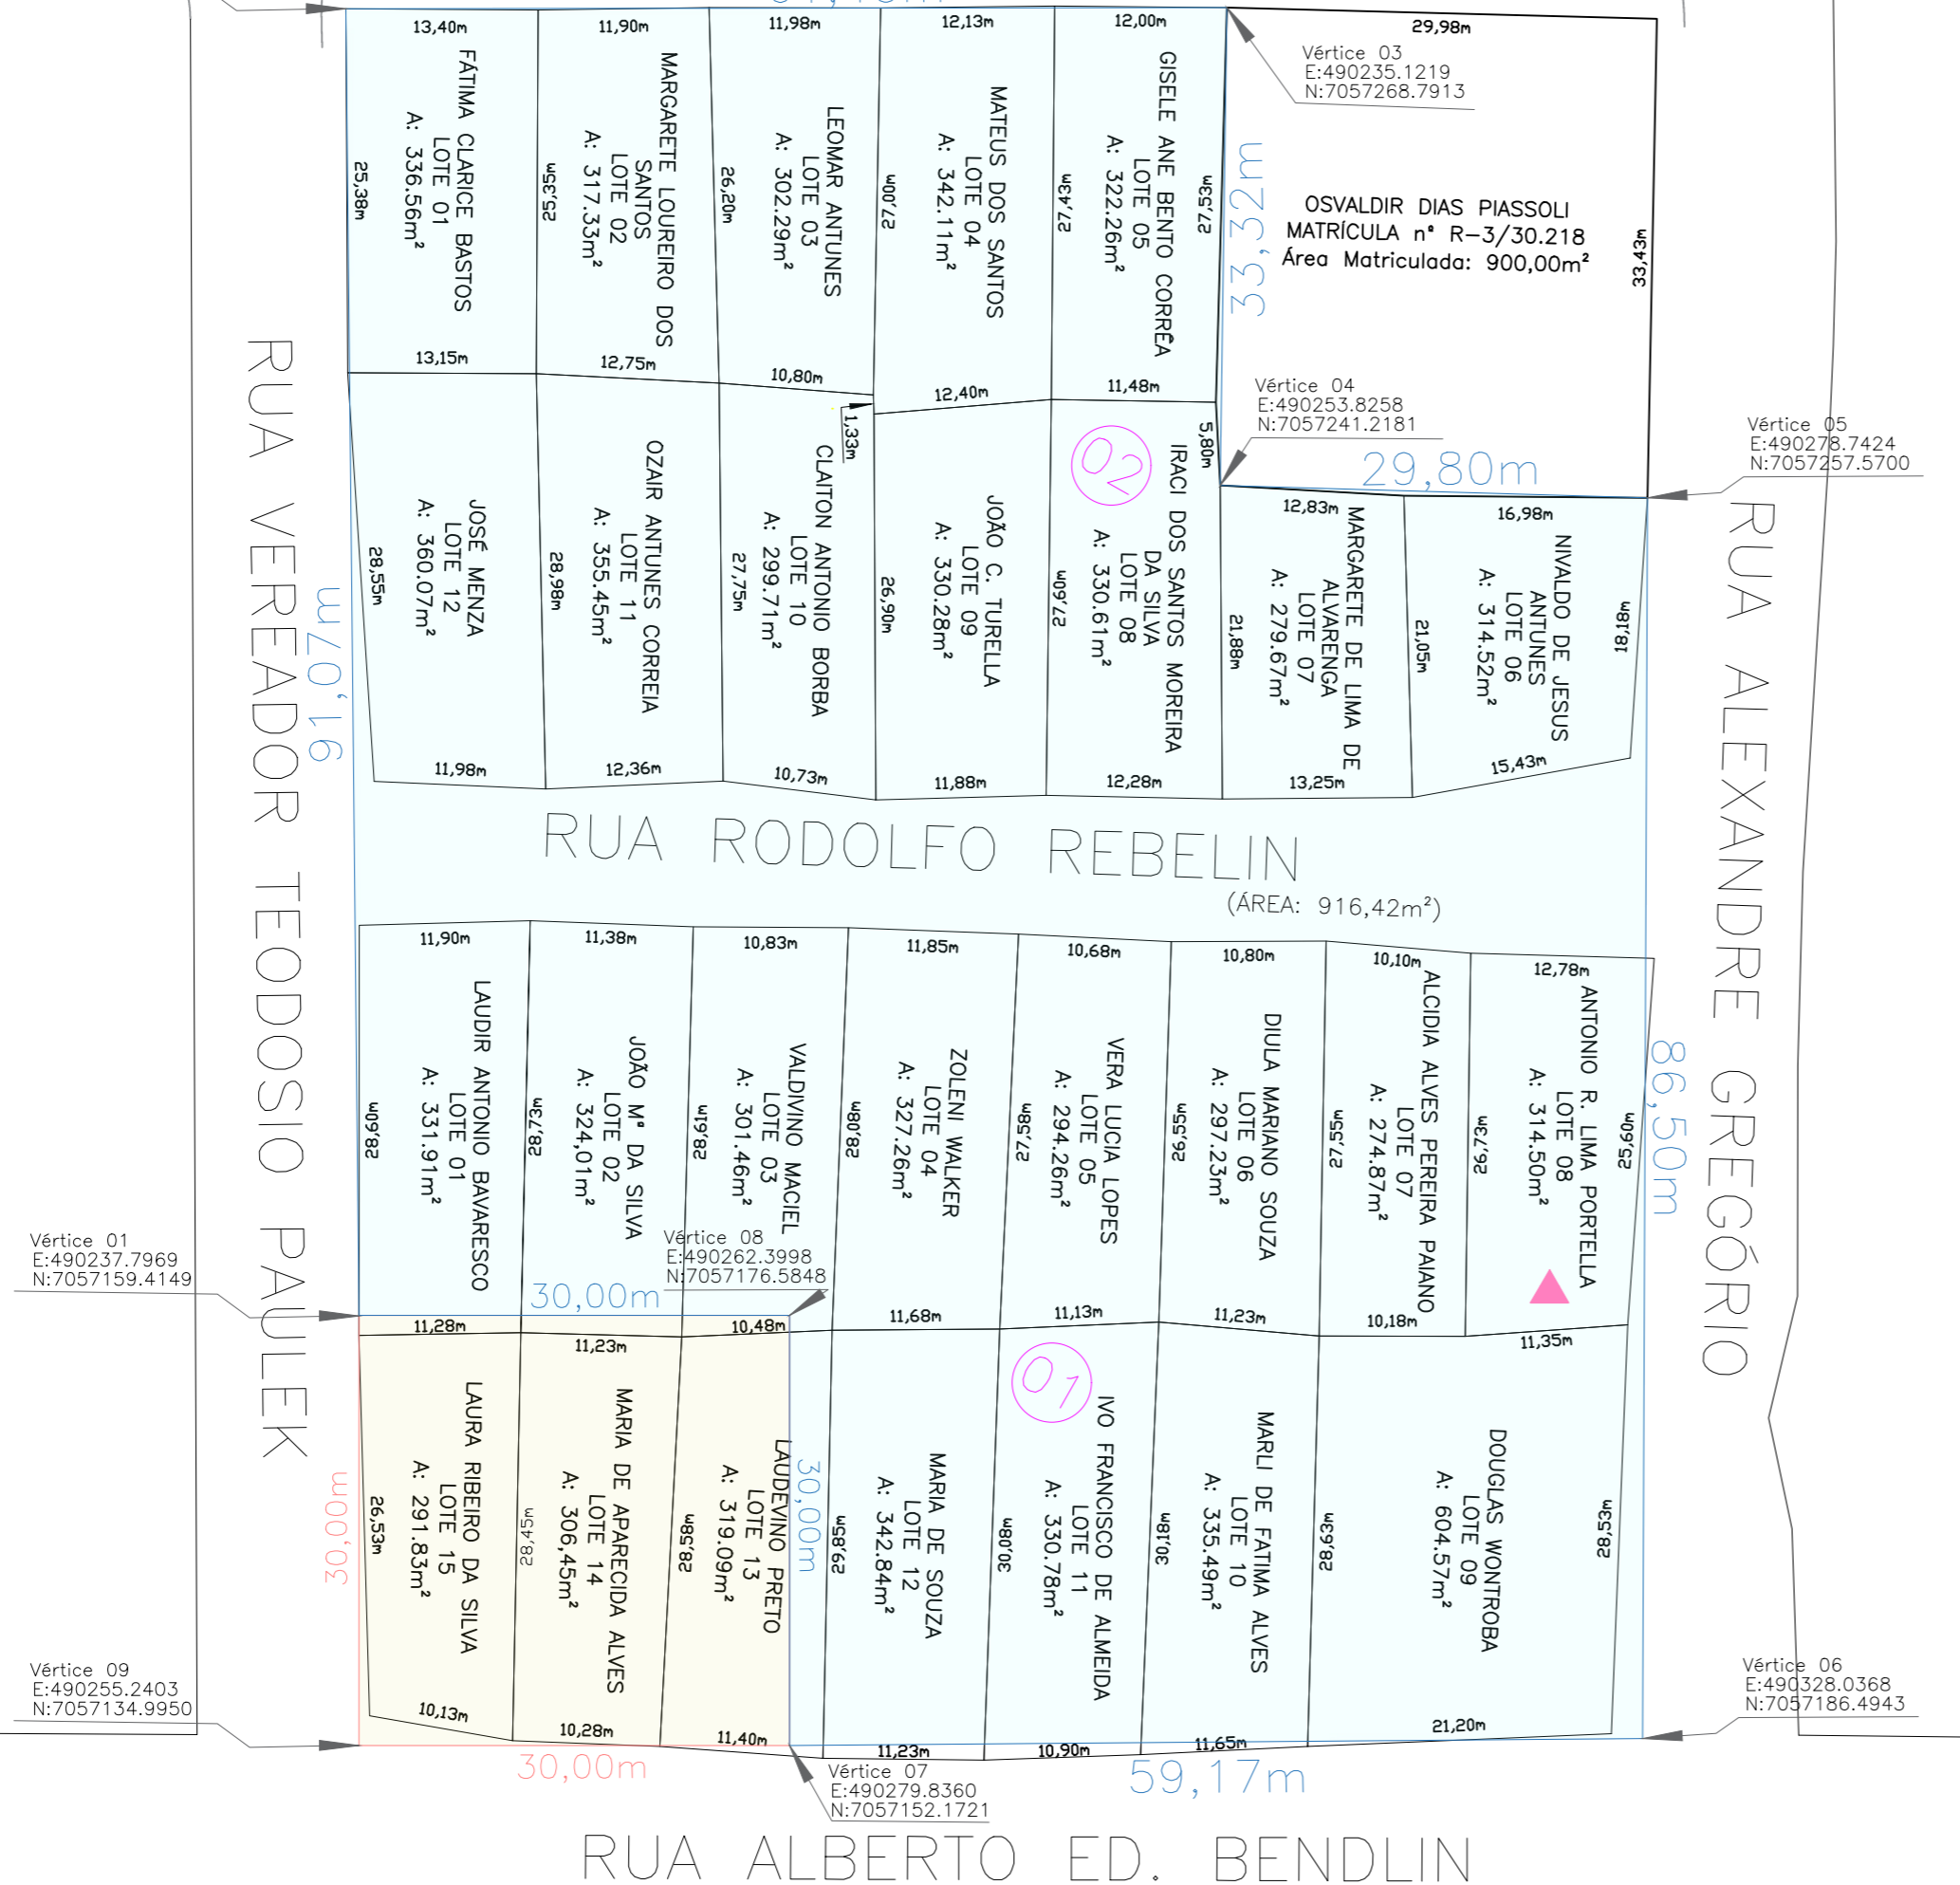 13,40m
11,90m
11,98m
12,13m
12,00m
29,98m
Vértice 03
E:490235.1219
N:7057268.7913
FÁTIMA CLARICE BASTOS
LOTE 01
A: 336.56m²
MARGARETE LOUREIRO DOS
SANTOS
LOTE 02
A: 317.33m²
LEOMAR ANTUNES
LOTE 03
A: 302.29m²
MATEUS DOS SANTOS
LOTE 04
A: 342.11m²
GISELE ANE BENTO CORRÊA
LOTE 05
A: 322.26m²
25,38m
25,35m
26,20m
27,00m
27,43m
27,53m
33,32m
OSVALDIR DIAS PIASSOLI
MATRÍCULA nº R-3/30.218
Área Matriculada: 900,00m²
33,43m
13,15m
12,75m
10,80m
12,40m
11,48m
1,33m
5,80m
Vértice 04
E:490253.8258
N:7057241.2181
29,80m
Vértice 05
E:490278.7424
N:7057257.5700
02
12,83m
16,98m
JOSÉ MENZA
LOTE 12
A: 360.07m²
OZAIR ANTUNES CORREIA
LOTE 11
A: 355.45m²
CLAITON ANTONIO BORBA
LOTE 10
A: 299.71m²
JOÃO C. TURELLA
LOTE 09
A: 330.28m²
IRACI DOS SANTOS MOREIRA
DA SILVA
LOTE 08
A: 330.61m²
MARGARETE DE LIMA DE
ALVARENGA
LOTE 07
A: 279.67m²
NIVALDO DE JESUS
ANTUNES
LOTE 06
A: 314.52m²
28,55m
28,98m
27,75m
26,90m
27,60m
21,88m
21,05m
18,18m
91,07m
11,98m
12,36m
10,73m
11,88m
12,28m
13,25m
15,43m
RUA VEREADOR TEODOSIO PAULEK
RUA ALEXANDRE GREGÓRIO
RUA RODOLFO REBELIN
(ÁREA: 916,42m²)
11,90m
11,38m
10,83m
11,85m
10,68m
10,80m
10,10m
12,78m
LAUDIR ANTONIO BAVARESCO
LOTE 01
A: 331.91m²
JOÃO Mª DA SILVA
LOTE 02
A: 324,01m²
VALDIVINO MACIEL
LOTE 03
A: 301.46m²
ZOLENI WALKER
LOTE 04
A: 327.26m²
VERA LUCIA LOPES
LOTE 05
A: 294.26m²
DIULA MARIANO SOUZA
LOTE 06
A: 297.23m²
ALCIDIA ALVES PEREIRA PAIANO
LOTE 07
A: 274.87m²
ANTONIO R. LIMA PORTELLA
LOTE 08
A: 314.50m²
28,60m
28,73m
28,61m
28,08m
27,58m
26,55m
27,55m
26,73m
25,60m
86,50m
Vértice 01
E:490237.7969
N:7057159.4149
Vértice 08
E:490262.3998
N:7057176.5848
30,00m
11,28m
11,23m
10,48m
11,68m
11,13m
11,23m
10,18m
11,35m
01
LAURA RIBEIRO DA SILVA
LOTE 15
A: 291.83m²
MARIA DE APARECIDA ALVES
LOTE 14
A: 306,45m²
LAUDEVINO PRETO
LOTE 13
A: 319.09m²
MARIA DE SOUZA
LOTE 12
A: 342.84m²
IVO FRANCISCO DE ALMEIDA
LOTE 11
A: 330.78m²
MARLI DE FATIMA ALVES
LOTE 10
A: 335.49m²
DOUGLAS WONTROBA
LOTE 09
A: 604.57m²
30,00m
26,53m
28,45m
28,58m
30,00m
29,85m
30,08m
30,18m
28,63m
28,53m
Vértice 09
E:490255.2403
N:7057134.9950
Vértice 06
E:490328.0368
N:7057186.4943
10,13m
10,28m
11,40m
11,23m
10,90m
11,65m
21,20m
30,00m
59,17m
Vértice 07
E:490279.8360
N:7057152.1721
RUA ALBERTO ED. BENDLIN